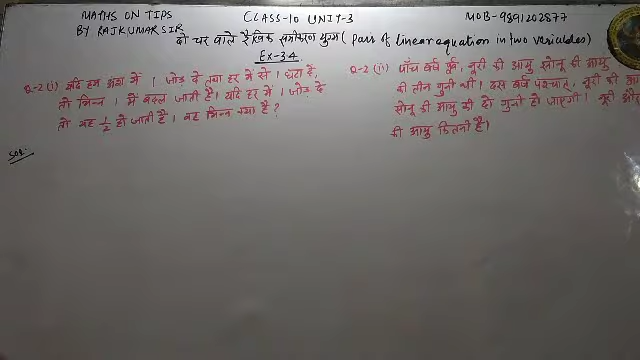 MATHS ON TIPS
BY RAJKUMAR SIR
CLASS-10 UNIT-3
MOB-9891202877
दो चर वाले रैखिक समीकरण युग्म (pair of linear equation in two variables)
Ex-3.4
Q-2 (i) यदि हम अंश में 1 जोड़ दें तथा हर में से 1 घटा दें,
तो भिन्न 1 में बदल जाती है। यदि हर में 1 जोड़ दें
तो यह 1/2 हो जाती है। वह भिन्न क्या है?
Q-2 (ii) पाँच वर्ष पूर्व, नूरी की आयु सोनू की आयु
की तीन गुनी थी। दस वर्ष पश्चात्, नूरी की
सोनू की आयु की दो गुनी हो जाएगी। नूरी और
की आयु कितनी है।
Sol.